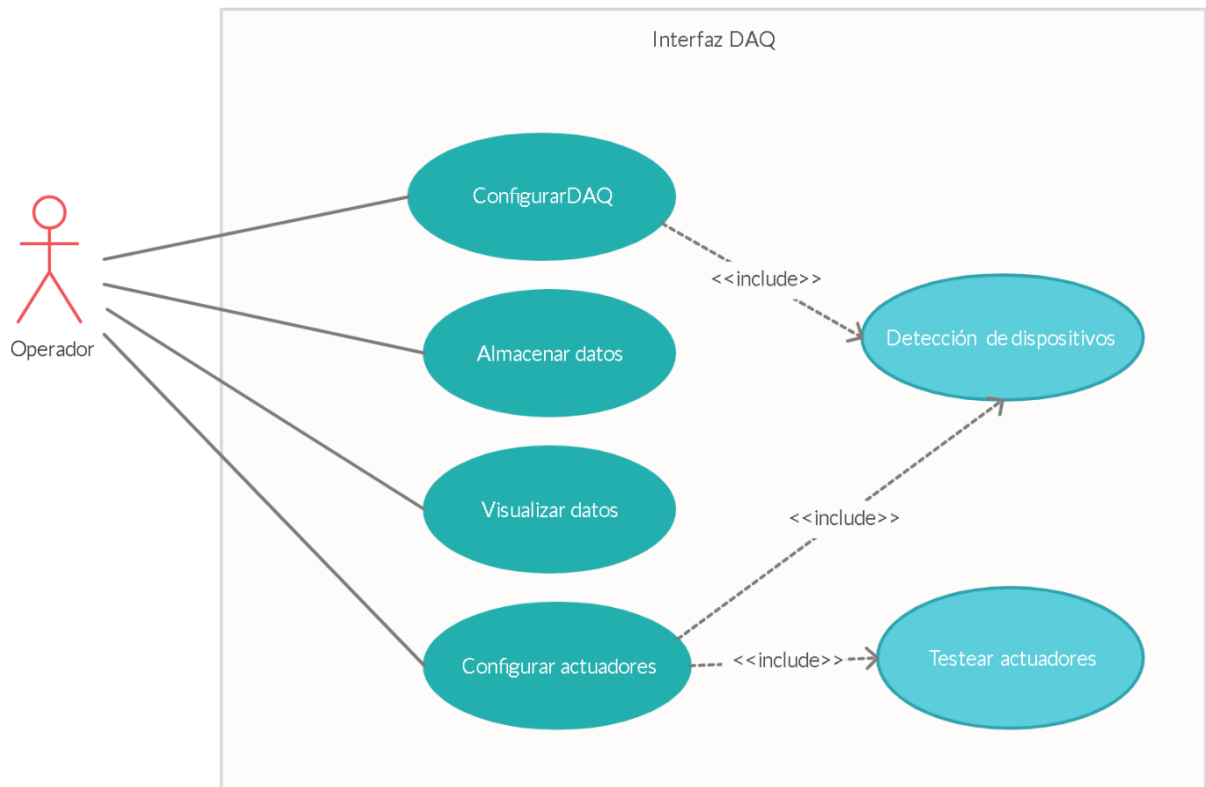 Interfaz DAQ
ConfigurarDAQ
<<include>>
Operador
Almacenar datos
Detección de dispositivos
Visualizar datos
<<include>>
Configurar actuadores
<<include>>
Testear actuadores